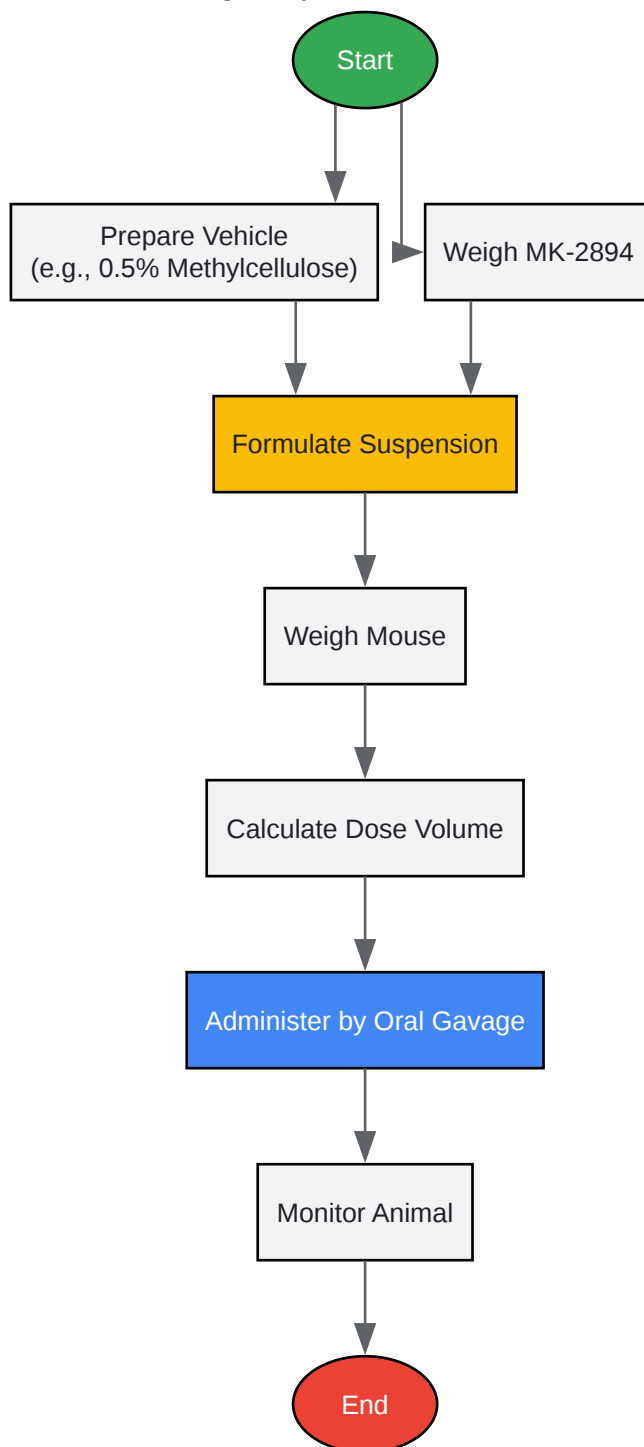 Start
Prepare Vehicle
(e.g., 0.5% Methylcellulose)
Weigh MK-2894
Formulate Suspension
Weigh Mouse
Calculate Dose Volume
Administer by Oral Gavage
Monitor Animal
End